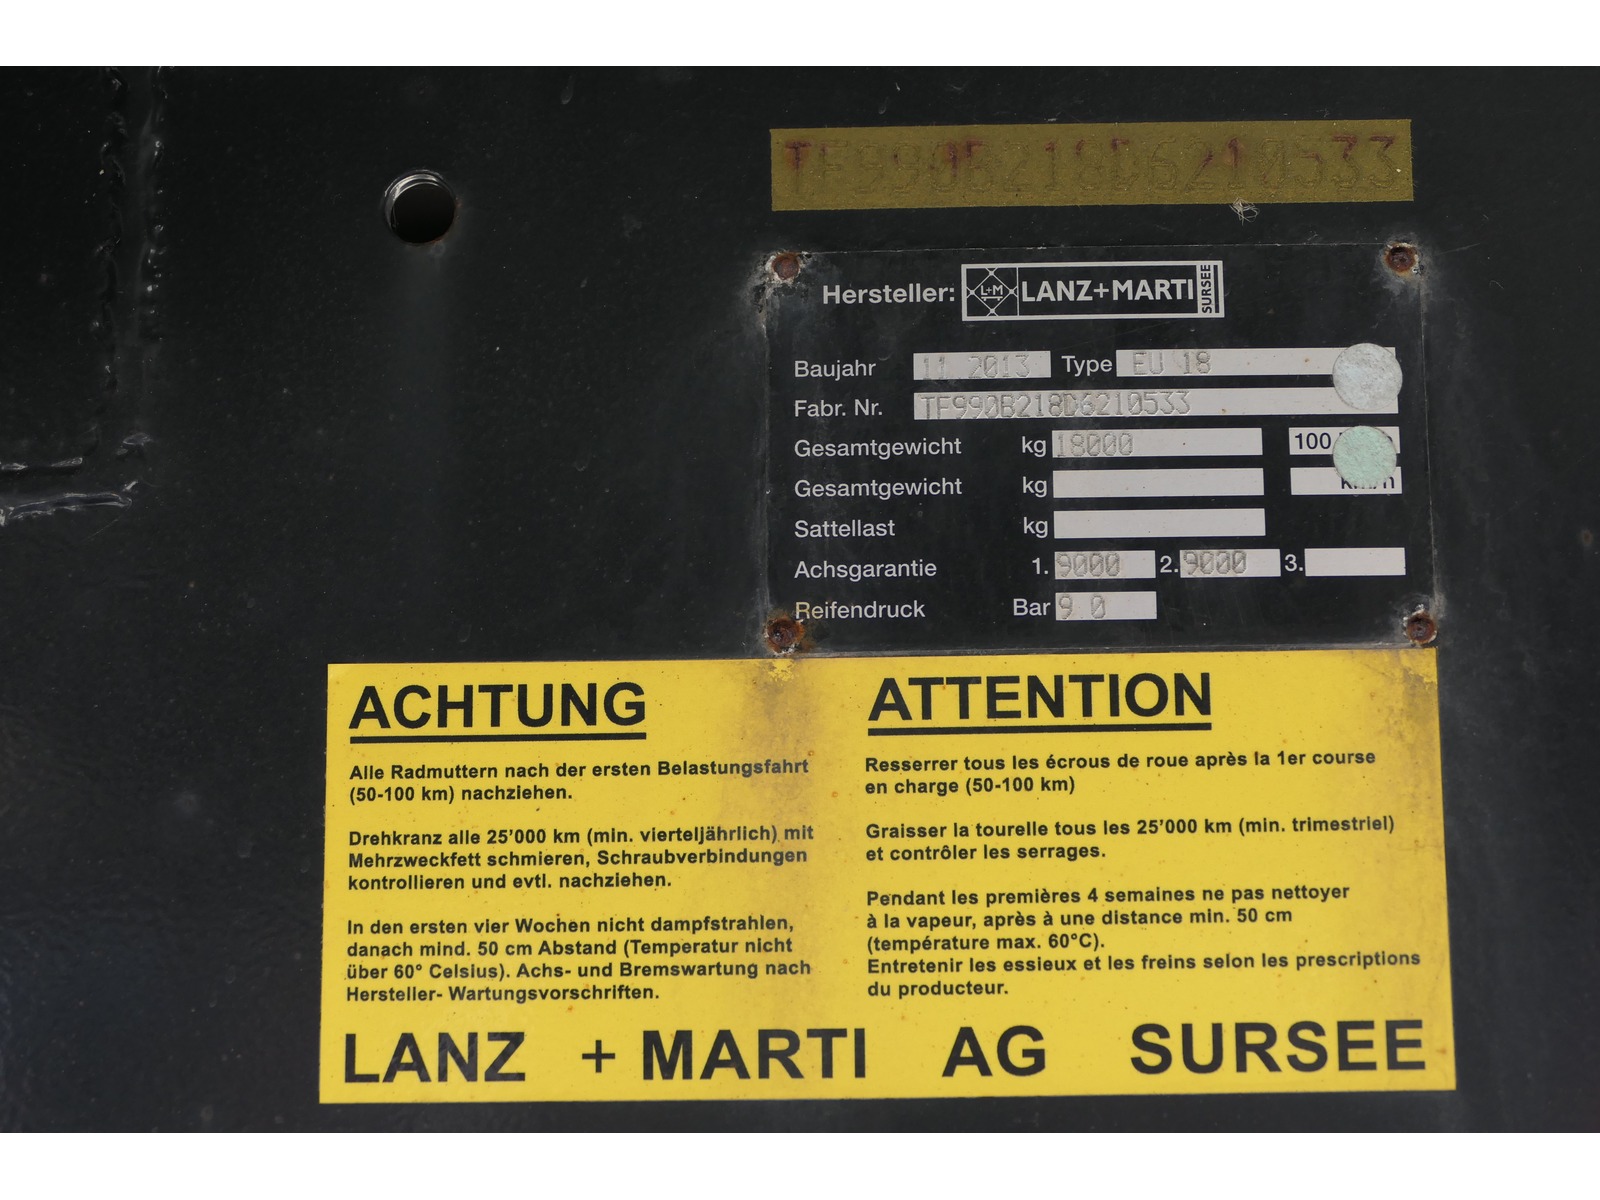 TF990B218D6210533
Hersteller: L+M LANZ+MARTI SURSEE
Baujahr 11 2013 Type EU 18
Fabr. Nr. TF990B218D6210533
Gesamtgewicht kg 18000 100
Gesamtgewicht kg km/h
Sattellast kg
Achsgarantie 1. 9000 2. 9000 3.
Reifendruck Bar 9 0
ACHTUNG
Alle Radmuttern nach der ersten Belastungsfahrt
(50-100 km) nachziehen.
Drehkranz alle 25'000 km (min. vierteljährlich) mit
Mehrzweckfett schmieren, Schraubverbindungen
kontrollieren und evtl. nachziehen.
In den ersten vier Wochen nicht dampfstrahlen,
danach mind. 50 cm Abstand (Temperatur nicht
über 60° Celsius). Achs- und Bremswartung nach
Hersteller- Wartungsvorschriften.
ATTENTION
Resserrer tous les écrous de roue après la 1er course
en charge (50-100 km)
Graisser la tourelle tous les 25'000 km (min. trimestriel)
et contrôler les serrages.
Pendant les premières 4 semaines ne pas nettoyer
à la vapeur, après à une distance min. 50 cm
(température max. 60°C).
Entretenir les essieux et les freins selon les prescriptions
du producteur.
LANZ + MARTI AG SURSEE